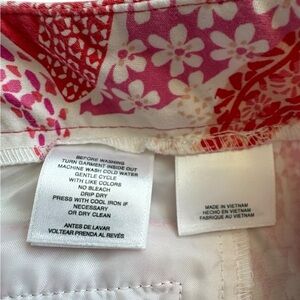 BEFORE WASHING
TURN GARMENT INSIDE OUT
MACHINE WASH COLD WATER
GENTLE CYCLE
WITH LIKE COLORS
NO BLEACH
DRIP DRY
PRESS WITH COOL IRON IF
NECESSARY
OR DRY CLEAN
ANTES DE LAVAR
VOLTEAR PRENDA AL REVÉS
MADE IN VIETNAM
HECHO EN VIETNAM
FABRIQUE AU VIETNAM